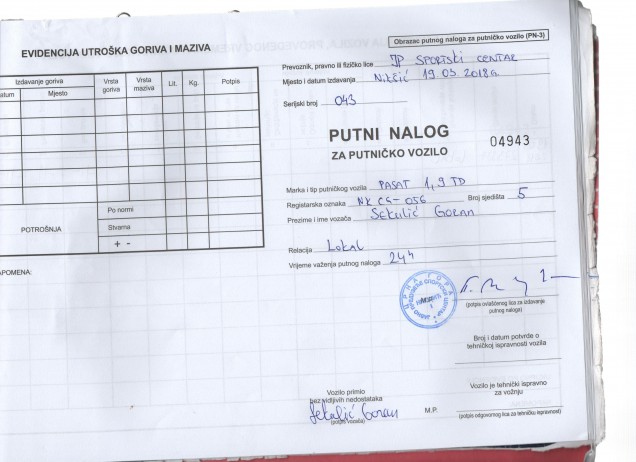 EVIDENCIJA UTROŠKA GORIVA I MAZIVA
Izdavanje goriva
atum
Mjesto
Vrsta goriva
Vrsta maziva
Lit.
Kg.
Potpis
POTROŠNJA
Po normi
Stvarna
+ -
APOMENA:
Obrazac putnog naloga za putničko vozilo (PN-3)
Prevoznik, pravno ili fizičko lice JP SPORTSKI CENTAR
Mjesto i datum izdavanja Nikšić 19 03 2018 g
Serijski broj 043
PUTNI NALOG
ZA PUTNIČKO VOZILO
04943
Marka i tip putničkog vozila PASAT 1,9 TD
Registarska oznaka NK CG-056 Broj sjedišta 5
Prezime i ime vozača Sekulić Goran
Relacija Lokal
Vrijeme važenja putnog naloga 24h
(potpis ovlašćenog lica za izdavanje
putnog naloga)
Broj i datum potvrde o
tehničkoj ispravnosti vozila
Vozilo primio
bez vidljivih nedostataka
Sekulić Goran
(potpis vozača)
M.P.
Vozilo je tehnički ispravno
za vožnju
(potpis odgovornog lica za tehničku ispravnost)